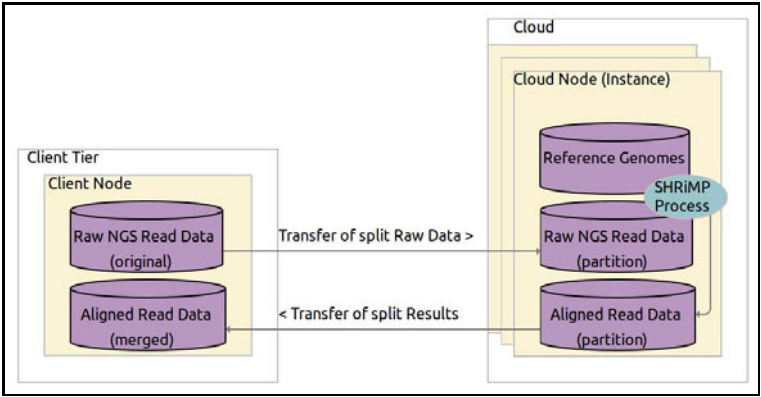 Cloud
Cloud Node (Instance)
Reference Genomes
SHRiMP
Process
Client Tier
Client Node
Raw NGS Read Data
(original)
Transfer of split Raw Data >
Raw NGS Read Data
(partition)
Aligned Read Data
(merged)
< Transfer of split Results
Aligned Read Data
(partition)